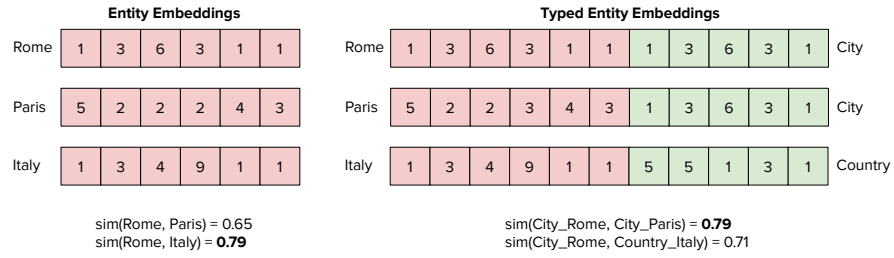 Entity Embeddings
Rome 1 3 6 3 1 1
Paris 5 2 2 2 4 3
Italy 1 3 4 9 1 1
sim(Rome, Paris) = 0.65
sim(Rome, Italy) = 0.79
Typed Entity Embeddings
Rome 1 3 6 3 1 1 1 3 6 3 1 City
Paris 5 2 2 3 4 3 1 3 6 3 1 City
Italy 1 3 4 9 1 1 5 5 1 3 1 Country
sim(City_Rome, City_Paris) = 0.79
sim(City_Rome, Country_Italy) = 0.71